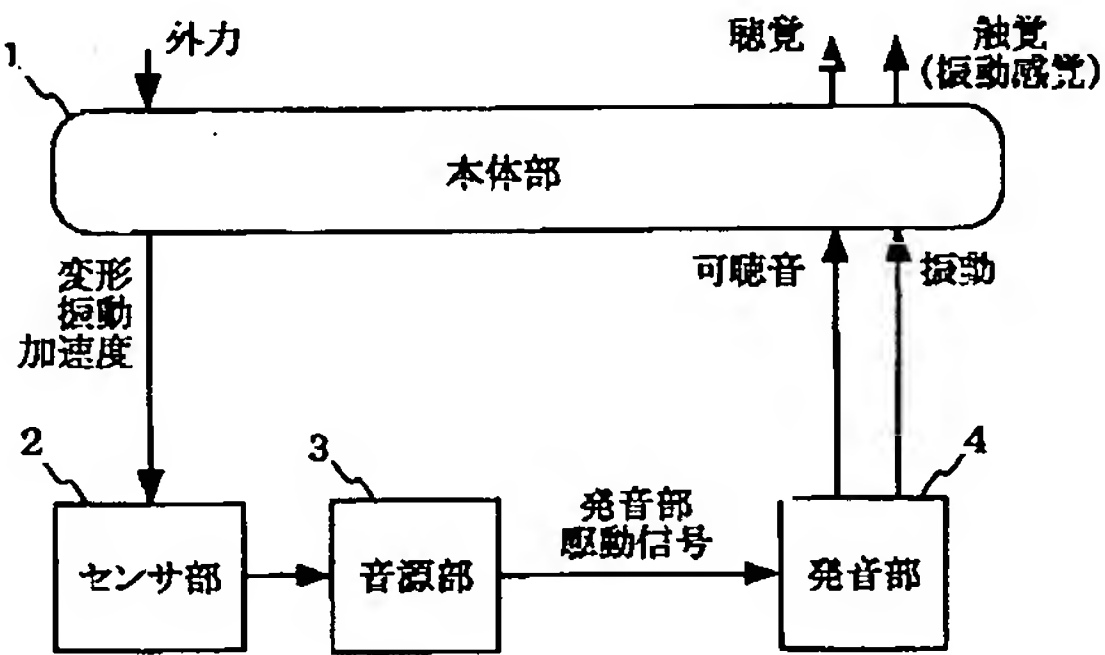 外力
聴覚
触覚
(振動感覚)
1
本体部
変形
振動
加速度
可聴音
振動
2
センサ部
3
音源部
発音部
駆動信号
4
発音部